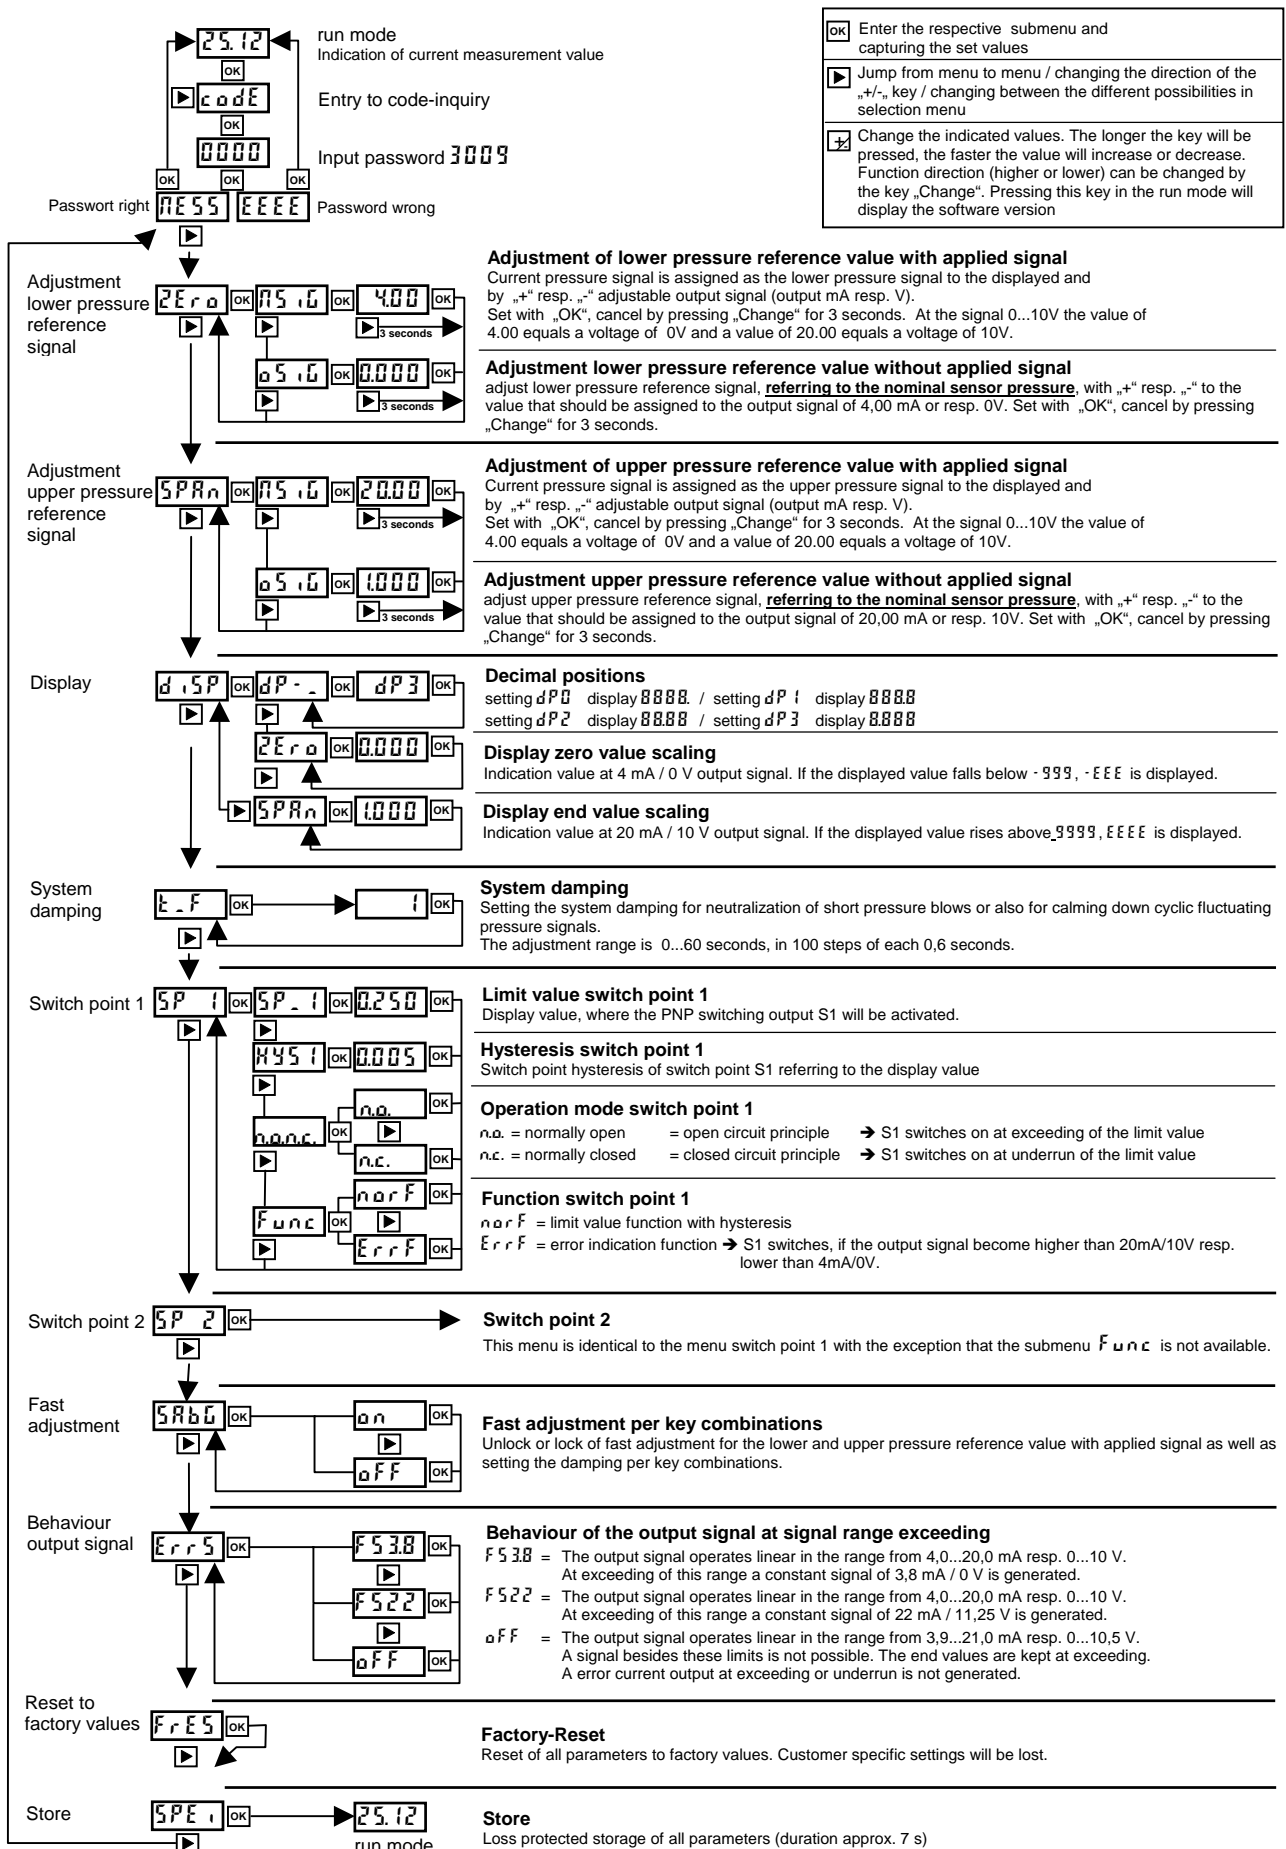 25.12
run mode
Indication of current measurement value
OK
codE
Entry to code-inquiry
OK
0000
Input password 3009
OK OK OK
Passwort right MESS EEEE Password wrong
OK Enter the respective submenu and
capturing the set values
Jump from menu to menu / changing the direction of the
„+/-„ key / changing between the different possibilities in
selection menu
+/- Change the indicated values. The longer the key will be
pressed, the faster the value will increase or decrease.
Function direction (higher or lower) can be changed by
the key „Change“. Pressing this key in the run mode will
display the software version
Adjustment
lower pressure
reference
signal
ZEro OK MSiG OK 4.00 OK
3 seconds
oSiG OK 0.000 OK
3 seconds
Adjustment of lower pressure reference value with applied signal
Current pressure signal is assigned as the lower pressure signal to the displayed and
by „+“ resp. „-“ adjustable output signal (output mA resp. V).
Set with „OK“, cancel by pressing „Change“ for 3 seconds. At the signal 0...10V the value of
4.00 equals a voltage of 0V and a value of 20.00 equals a voltage of 10V.
Adjustment lower pressure reference value without applied signal
adjust lower pressure reference signal, referring to the nominal sensor pressure, with „+“ resp. „-“ to the
value that should be assigned to the output signal of 4,00 mA or resp. 0V. Set with „OK“, cancel by pressing
„Change“ for 3 seconds.
Adjustment
upper pressure
reference
signal
SPAn OK MSiG OK 20.00 OK
3 seconds
oSiG OK 1.000 OK
3 seconds
Adjustment of upper pressure reference value with applied signal
Current pressure signal is assigned as the upper pressure signal to the displayed and
by „+“ resp. „-“ adjustable output signal (output mA resp. V).
Set with „OK“, cancel by pressing „Change“ for 3 seconds. At the signal 0...10V the value of
4.00 equals a voltage of 0V and a value of 20.00 equals a voltage of 10V.
Adjustment upper pressure reference value without applied signal
adjust upper pressure reference signal, referring to the nominal sensor pressure, with „+“ resp. „-“ to the
value that should be assigned to the output signal of 20,00 mA or resp. 10V. Set with „OK“, cancel by pressing
„Change“ for 3 seconds.
Display
diSP OK dP-_ OK dP3 OK
ZEro OK 0.000 OK
SPAn OK 1.000 OK
Decimal positions
setting dP0 display 8888. / setting dP1 display 888.8
setting dP2 display 88.88 / setting dP3 display 8.888
Display zero value scaling
Indication value at 4 mA / 0 V output signal. If the displayed value falls below -999, -EEE is displayed.
Display end value scaling
Indication value at 20 mA / 10 V output signal. If the displayed value rises above 9999, EEEE is displayed.
System
damping
t_F OK 1 OK
System damping
Setting the system damping for neutralization of short pressure blows or also for calming down cyclic fluctuating
pressure signals.
The adjustment range is 0...60 seconds, in 100 steps of each 0,6 seconds.
Switch point 1
SP 1 OK SP_1 OK 0.250 OK
HYS1 OK 0.005 OK
n.o.n.c. OK n.o. OK
n.c. OK
Func OK norF OK
ErrF OK
Limit value switch point 1
Display value, where the PNP switching output S1 will be activated.
Hysteresis switch point 1
Switch point hysteresis of switch point S1 referring to the display value
Operation mode switch point 1
n.o. = normally open = open circuit principle ➔ S1 switches on at exceeding of the limit value
n.c. = normally closed = closed circuit principle ➔ S1 switches on at underrun of the limit value
Function switch point 1
norF = limit value function with hysteresis
ErrF = error indication function ➔ S1 switches, if the output signal become higher than 20mA/10V resp.
lower than 4mA/0V.
Switch point 2
SP 2 OK
Switch point 2
This menu is identical to the menu switch point 1 with the exception that the submenu Func is not available.
Fast
adjustment
SAbG OK on OK
oFF OK
Fast adjustment per key combinations
Unlock or lock of fast adjustment for the lower and upper pressure reference value with applied signal as well as
setting the damping per key combinations.
Behaviour
output signal
ErrS OK FS3.8 OK
FS22 OK
oFF OK
Behaviour of the output signal at signal range exceeding
FS3.8 = The output signal operates linear in the range from 4,0...20,0 mA resp. 0...10 V.
At exceeding of this range a constant signal of 3,8 mA / 0 V is generated.
FS22 = The output signal operates linear in the range from 4,0...20,0 mA resp. 0...10 V.
At exceeding of this range a constant signal of 22 mA / 11,25 V is generated.
oFF = The output signal operates linear in the range from 3,9...21,0 mA resp. 0...10,5 V.
A signal besides these limits is not possible. The end values are kept at exceeding.
A error current output at exceeding or underrun is not generated.
Reset to
factory values
FrES OK
Factory-Reset
Reset of all parameters to factory values. Customer specific settings will be lost.
Store
SPEi OK 25.12
run mode
Store
Loss protected storage of all parameters (duration approx. 7 s)